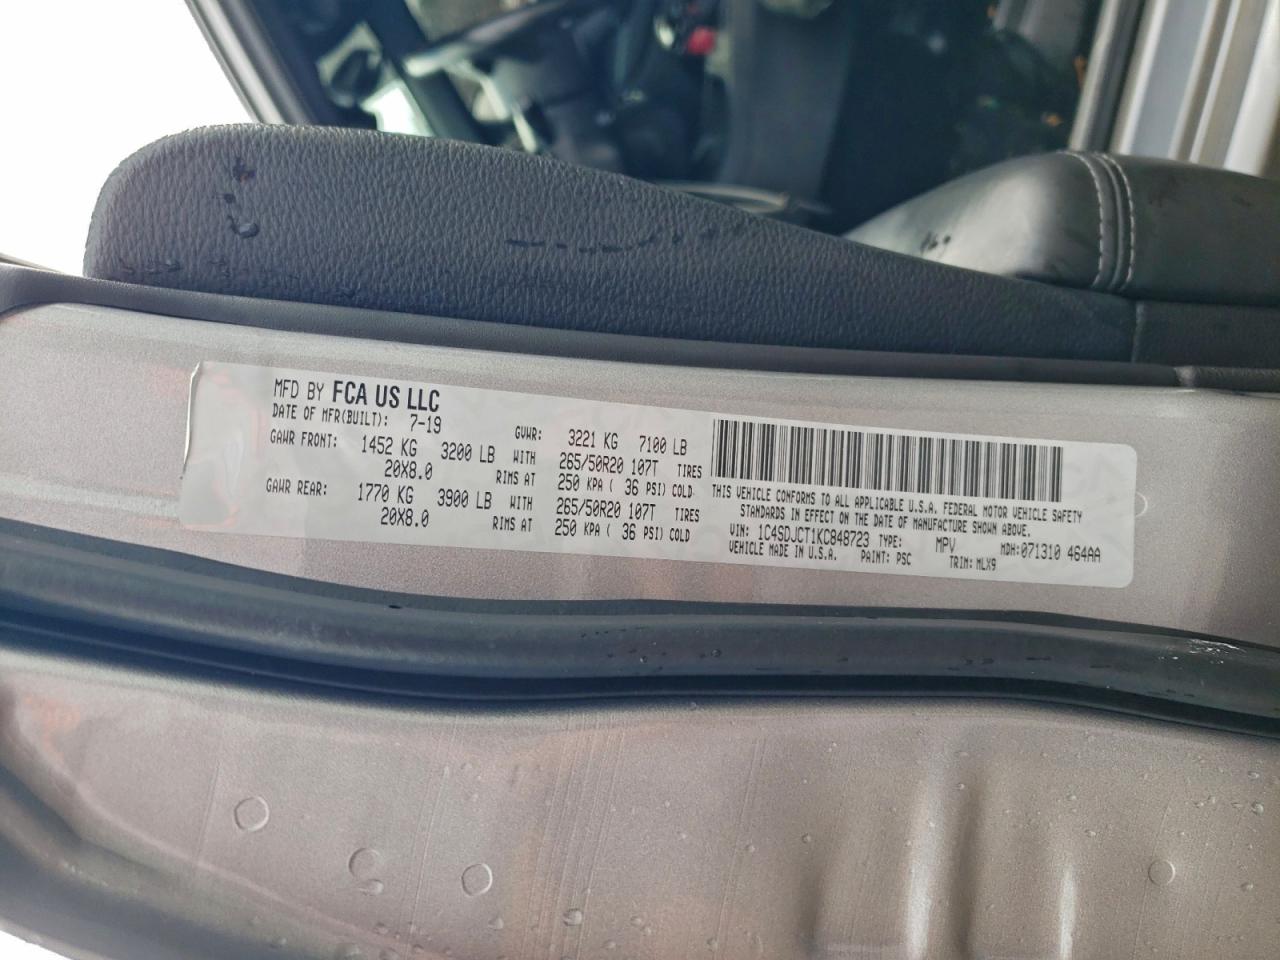 MFD BY FCA US LLC
DATE OF MFR(BUILT): 7-19 GVWR: 3221 KG 7100 LB
GAWR FRONT: 1452 KG 3200 LB WITH 265/50R20 107T TIRES
20X8.0 RIMS AT 250 KPA ( 36 PSI) COLD
GAWR REAR: 1770 KG 3900 LB WITH 265/50R20 107T TIRES
20X8.0 RIMS AT 250 KPA ( 36 PSI) COLD
THIS VEHICLE CONFORMS TO ALL APPLICABLE U.S.A. FEDERAL MOTOR VEHICLE SAFETY
STANDARDS IN EFFECT ON THE DATE OF MANUFACTURE SHOWN ABOVE.
VIN: 1C4SDJCT1KC848723 TYPE: MPV MDH:071310 464AA
VEHICLE MADE IN U.S.A. PAINT: PSC TRIM: MLX9